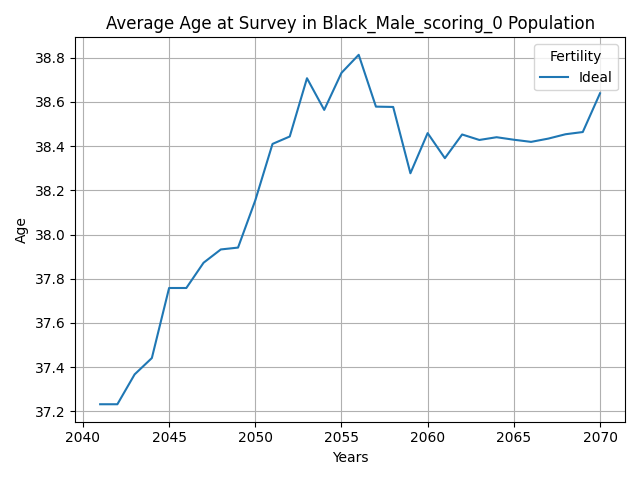 Average Age at Survey in Black_Male_scoring_0 Population
Fertility
Ideal
38.8
38.6
38.4
38.2
38.0
37.8
37.6
37.4
37.2
Age
2040 2045 2050 2055 2060 2065 2070
Years